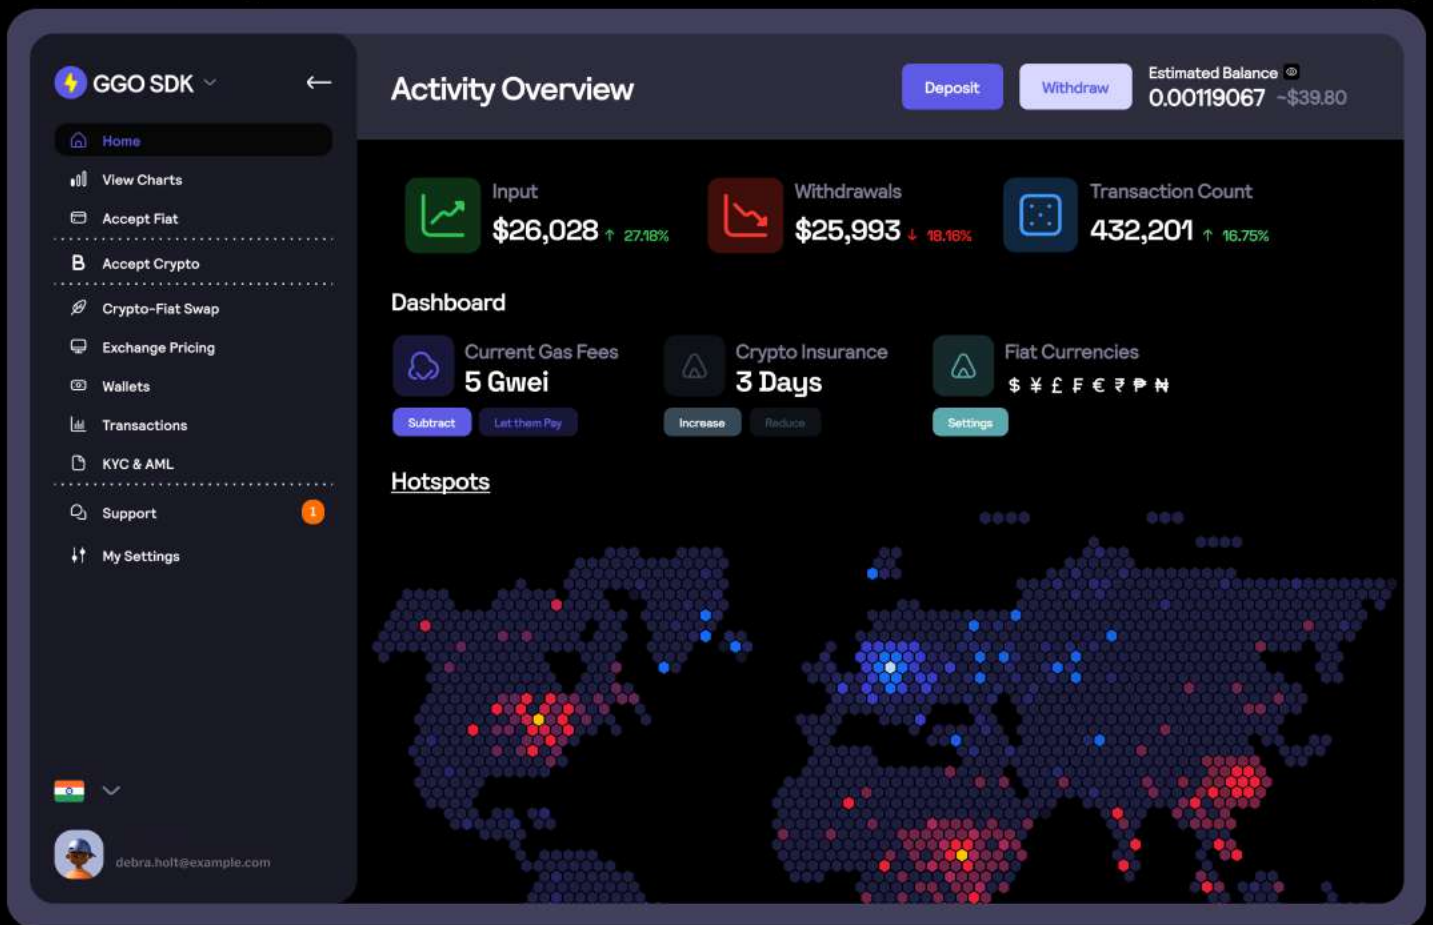 GGO SDK
Home
View Charts
Accept Fiat
B Accept Crypto
Crypto-Fiat Swap
Exchange Pricing
Wallets
Transactions
KYC & AML
Support 1
My Settings
debra.holt@example.com
Activity Overview
Deposit
Withdraw
Estimated Balance
0.00119067 ~$39.80
Input
$26,028 ↑ 27.18%
Withdrawals
$25,993 ↓ 18.16%
Transaction Count
432,201 ↑ 16.75%
Dashboard
Current Gas Fees
5 Gwei
Subtract
Let them Pay
Crypto Insurance
3 Days
Increase
Reduce
Fiat Currencies
$ ¥ £ ₣ € ₹ ₱ ₦
Settings
Hotspots